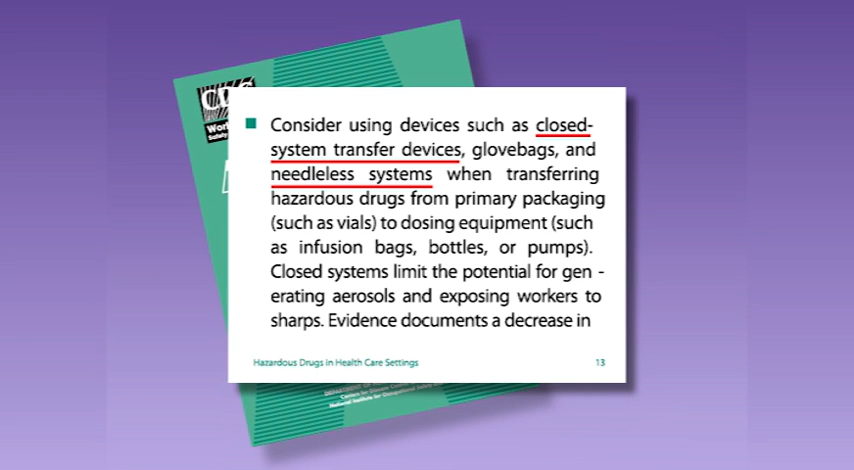 Consider using devices such as closed-
system transfer devices, glovebags, and
needleless systems when transferring
hazardous drugs from primary packaging
(such as vials) to dosing equipment (such
as infusion bags, bottles, or pumps).
Closed systems limit the potential for gen -
erating aerosols and exposing workers to
sharps. Evidence documents a decrease in
Hazardous Drugs in Health Care Settings 13